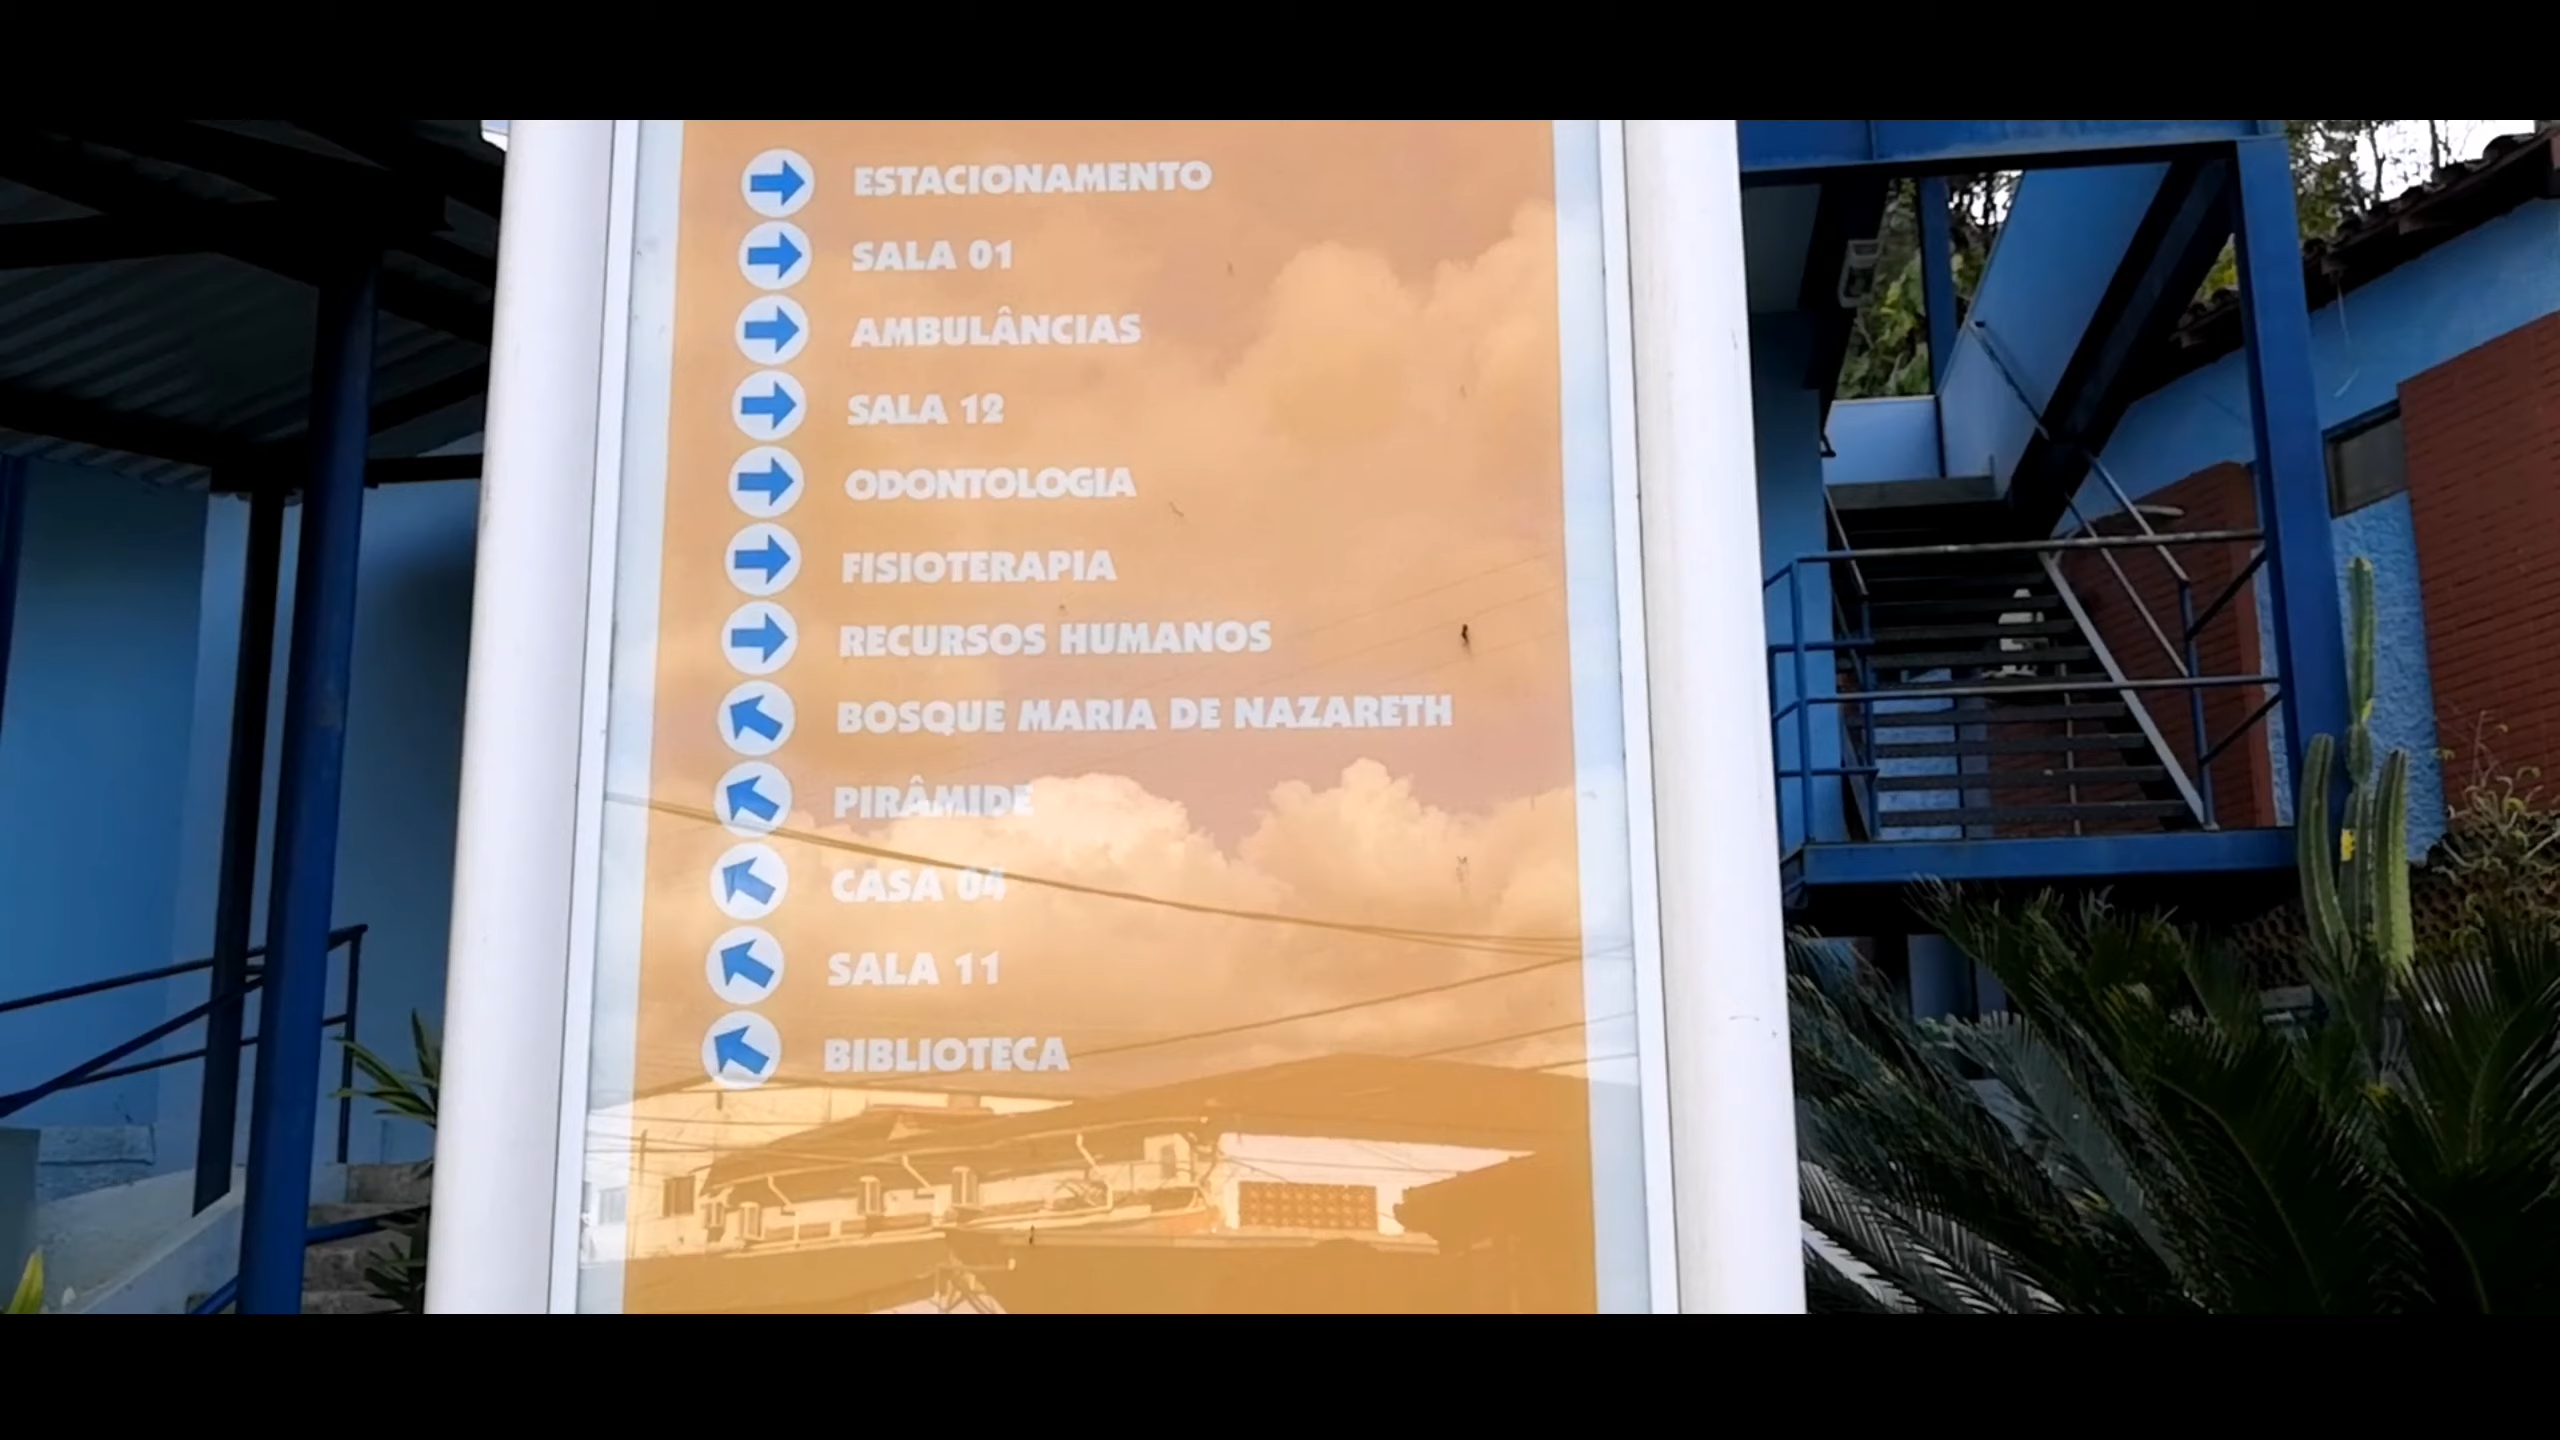 ESTACIONAMENTO
SALA 01
AMBULÂNCIAS
SALA 12
ODONTOLOGIA
FISIOTERAPIA
RECURSOS HUMANOS
BOSQUE MARIA DE NAZARETH
PIRÂMIDE
CASA 04
SALA 11
BIBLIOTECA